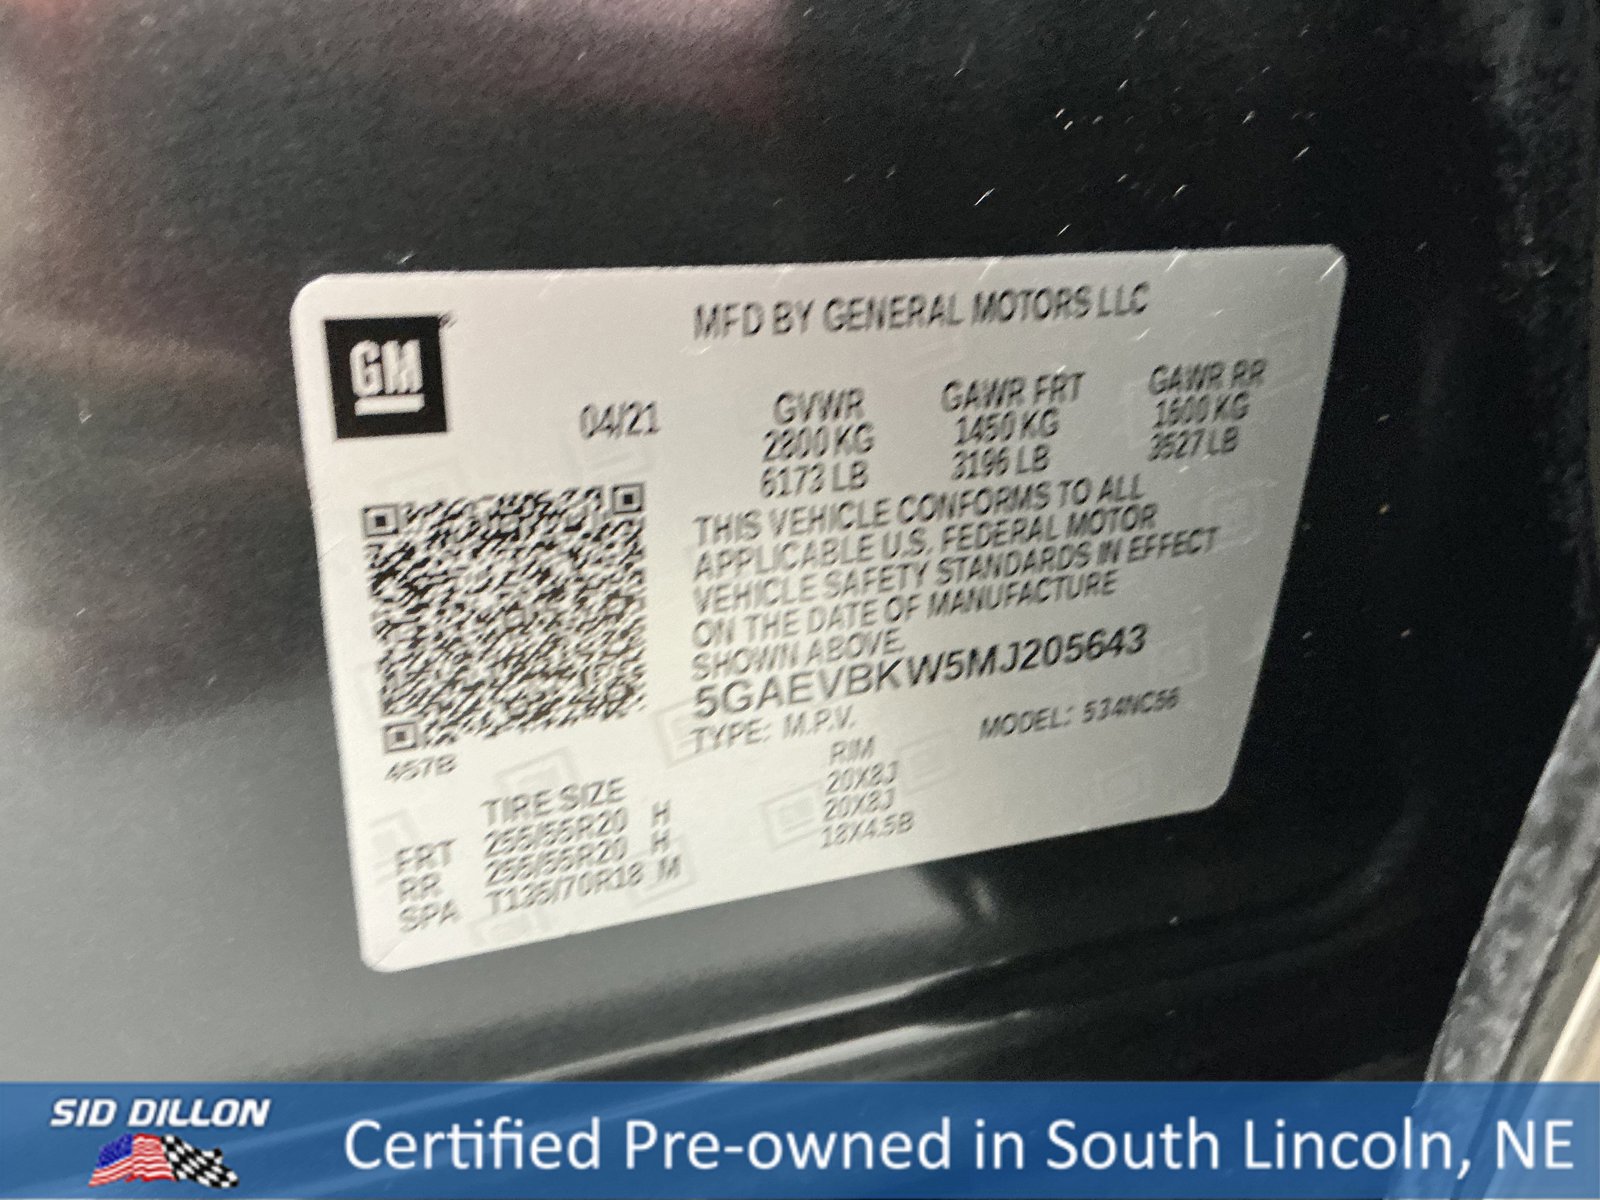 GM
MFD BY GENERAL MOTORS LLC
04/21
GVWR GAWR FRT GAWR RR
2800 KG 1450 KG 1600 KG
6173 LB 3196 LB 3527 LB
THIS VEHICLE CONFORMS TO ALL
APPLICABLE U.S. FEDERAL MOTOR
VEHICLE SAFETY STANDARDS IN EFFECT
ON THE DATE OF MANUFACTURE
SHOWN ABOVE.
5GAEVBKW5MJ205643
TYPE: M.P.V. MODEL: 534NC56
457B
TIRE SIZE RIM
FRT 255/55R20 H 20X8J
RR 255/55R20 H 20X8J
SPA T135/70R18 M 18X4.5B
SID DILLON
Certified Pre-owned in South Lincoln, NE